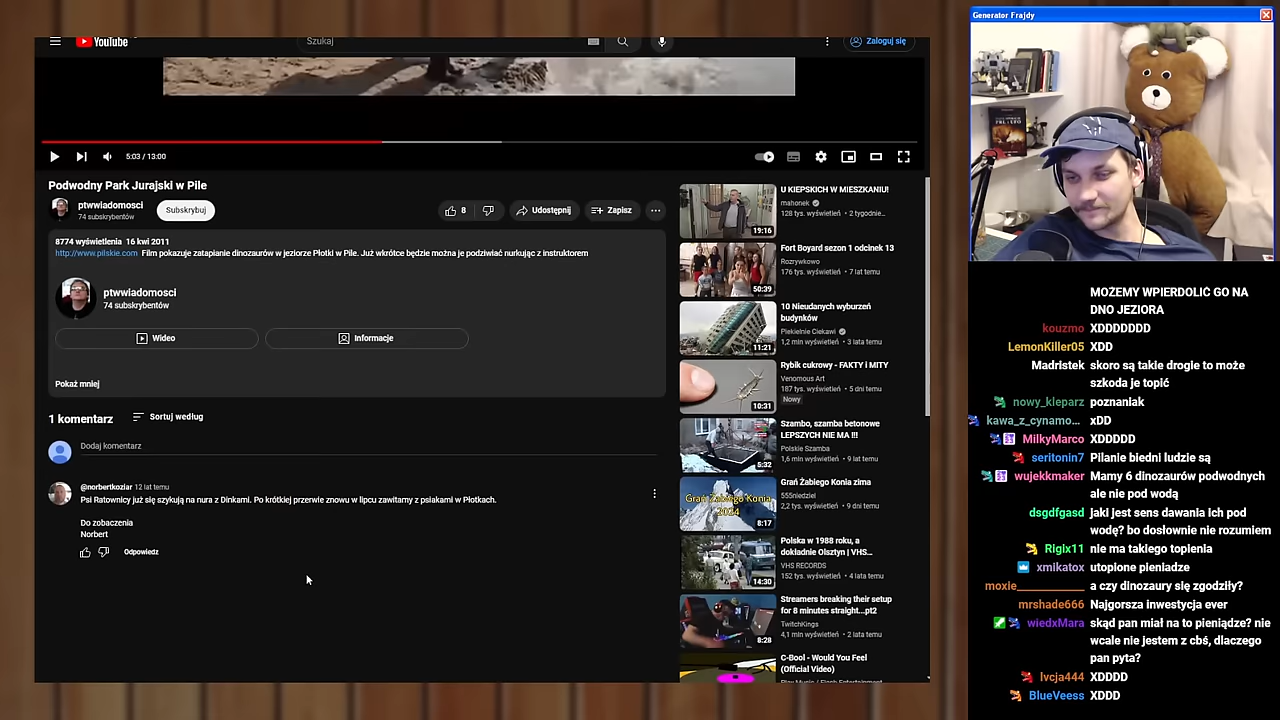 Generator Frajdy
YouTube
Szukaj
Zaloguj się
5:03 / 13:00
Podwodny Park Jurajski w Pile
ptwwiadomosci
74 subskrybentów
Subskrybuj
8
Udostępnij
Zapisz
8774 wyświetlenia 16 kwi 2011
http://www.pilskie.com Film pokazuje zatapianie dinozaurów w jeziorze Płotki w Pile. Już wkrótce będzie można je podziwiać nurkując z instruktorem
ptwwiadomosci
74 subskrybentów
Wideo
Informacje
Pokaż mniej
1 komentarz
Sortuj według
Dodaj komentarz
@norbertkoziar 12 lat temu
Psi Ratownicy już się szykują na nura z Dinkami. Po krótkiej przerwie znowu w lipcu zawitamy z psiakami w Płotkach.
Do zobaczenia
Norbert
Odpowiedz
U KIEPSKICH W MIESZKANIU!
mahonek
128 tys. wyświetleń • 2 tygodnie...
19:16
Fort Boyard sezon 1 odcinek 13
Rozrywkowo
176 tys. wyświetleń • 7 lat temu
50:39
10 Nieudanych wyburzeń
budynków
Piekielnie Ciekawi
1,2 mln wyświetleń • 3 lata temu
11:21
Rybik cukrowy - FAKTY i MITY
Venomous Art
187 tys. wyświetleń • 5 dni temu
Nowy
10:31
Szambo, szamba betonowe
LEPSZYCH NIE MA !!!
Polskie Szamba
1,6 mln wyświetleń • 9 lat temu
5:32
Grań Żabiego Konia zima
555niedziel
2,2 tys. wyświetleń • 9 dni temu
Grań Żabiego Konia
2024
8:17
Polska w 1988 roku, a
dokładnie Olsztyn | VHS...
VHS RECORDS
152 tys. wyświetleń • 4 lata temu
14:30
Streamers breaking their setup
for 8 minutes straight...pt2
TwitchKings
4,1 mln wyświetleń • 2 lata temu
8:28
C-Bool - Would You Feel
(Official Video)
MOŻEMY WPIERDOLIĆ GO NA
DNO JEZIORA
kouzmo XDDDDDDD
LemonKiller05 XDD
Madristek skoro są takie drogie to może
szkoda je topić
nowy_kleparz poznaniak
kawa_z_cynamo... xDD
MilkyMarco XDDDDD
seritonin7 Pilanie biedni ludzie są
wujekkmaker Mamy 6 dinozaurów podwodnych
ale nie pod wodą
dsgdfgasd jaki jest sens dawania ich pod
wodę? bo dosłownie nie rozumiem
Rigix11 nie ma takiego topienia
xmikatox utopione pieniadze
moxie____________ a czy dinozaury się zgodziły?
mrshade666 Najgorsza inwestycja ever
wiedxMara skąd pan miał na to pieniądze? nie
wcale nie jestem z cbś, dlaczego
pan pyta?
lvcja444 XDDDD
BlueVeess XDDD